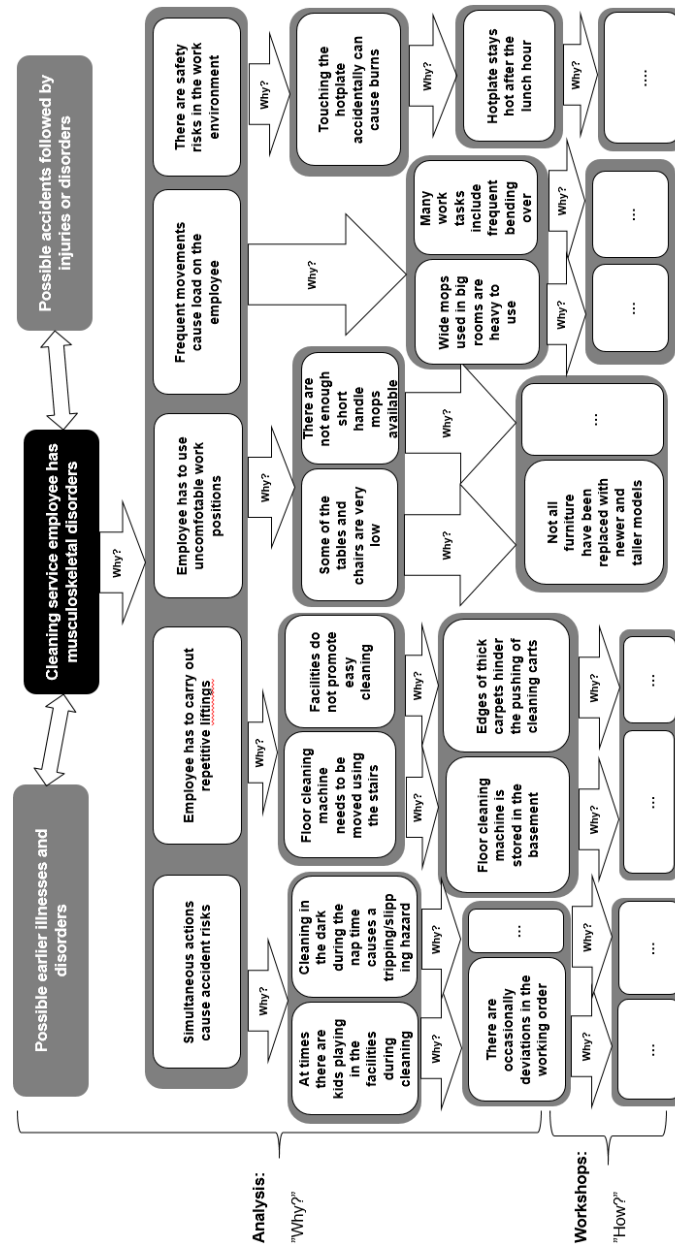 Possible earlier illnesses and
disorders
Cleaning service employee has
musculoskeletal disorders
Possible accidents followed by
injuries or disorders
Why?
Simultaneous actions
cause accident risks
Employee has to carry out
repetitive liftings
Employee has to use
uncomfotable work
positions
Frequent movements
cause load on the
employee
There are safety
risks in the work
environment
Why?
Why?
Why?
Why?
Why?
At times
there are
kids playing
in the
facilities
during
cleaning
Cleaning in
the dark
during the
nap time
causes a
tripping/slipp
ing hazard
Floor cleaning
machine
needs to be
moved using
the stairs
Facilities do
not promote
easy
cleaning
Some of the
tables and
chairs are very
low
There are
not enough
short
handle
mops
available
Touching the
hotplate
accidentally can
cause burns
Why?
Why?
Why?
Why?
Why?
Why?
Why?
There are
occasionally
deviations in the
working order
...
Floor cleaning
machine is
stored in the
basement
Edges of thick
carpets hinder
the pushing of
cleaning carts
Not all
furniture
have been
replaced with
newer and
taller models
...
Wide mops
used in big
rooms are
heavy to
use
Many
work
tasks
include
frequent
bending
over
Hotplate stays
hot after the
lunch hour
Why?
Why?
Why?
Why?
Why?
Why?
Why?
...
...
...
...
...
...
....
Analysis:
"Why?"
Workshops:
"How?"